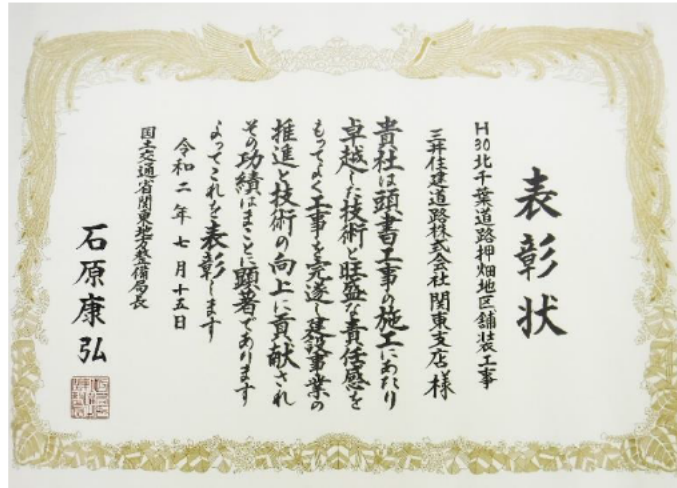 表彰状
H30北千葉道路押畑地区舗装工事
三井住建道路株式会社関東支店様
貴社は頭書工事の施工にあたり
卓越した技術と旺盛な責任感を
もってよく工事を完遂し建設事業の
推進と技術の向上に貢献され
その功績はまことに顕著であります
よってこれを表彰します
令和二年七月十五日
国土交通省関東地方整備局長
石原康弘